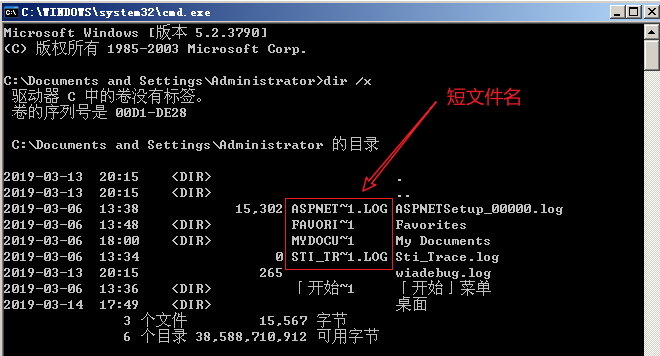 C:\WINDOWS\system32\cmd.exe
Microsoft Windows [版本 5.2.3790]
(C) 版权所有 1985-2003 Microsoft Corp.
C:\Documents and Settings\Administrator>dir /x
驱动器 C 中的卷没有标签。
卷的序列号是 00D1-DE28
短文件名
C:\Documents and Settings\Administrator 的目录
2019-03-13 20:15 <DIR> .
2019-03-13 20:15 <DIR> ..
2019-03-06 13:38 15,302 ASPNET~1.LOG ASPNETSetup_00000.log
2019-03-06 13:48 <DIR> FAVORI~1 Favorites
2019-03-06 18:00 <DIR> MYDOCU~1 My Documents
2019-03-06 13:34 0 STI_TR~1.LOG Sti_Trace.log
2019-03-13 20:15 265 wiadebug.log
2019-03-06 13:36 <DIR> 「开始~1 「开始」菜单
2019-03-14 17:49 <DIR> 桌面
3 个文件 15,567 字节
6 个目录 38,588,710,912 可用字节